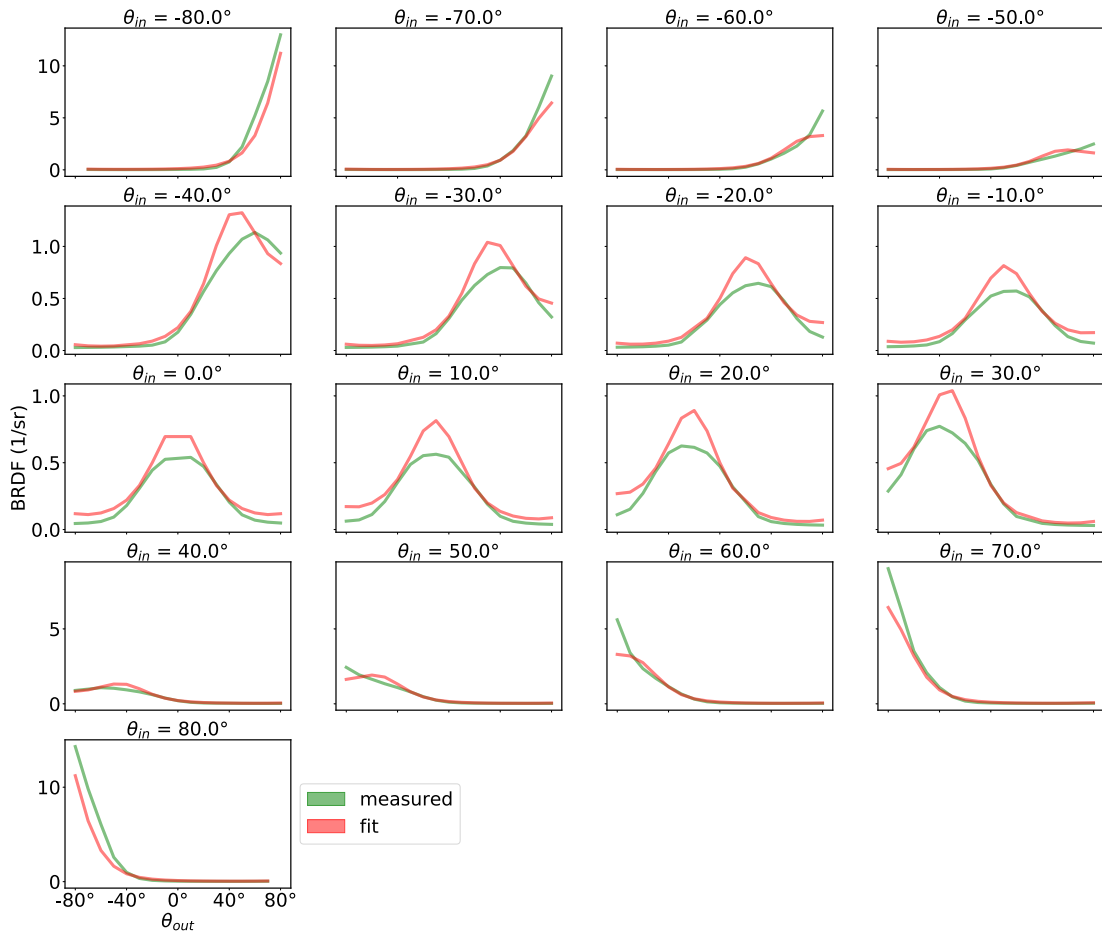 θin = -80.0° θin = -70.0° θin = -60.0° θin = -50.0°
10
5
0
θin = -40.0° θin = -30.0° θin = -20.0° θin = -10.0°
1.0
0.5
0.0
θin = 0.0° θin = 10.0° θin = 20.0° θin = 30.0°
1.0
0.5
0.0
BRDF (1/sr)
θin = 40.0° θin = 50.0° θin = 60.0° θin = 70.0°
5
0
θin = 80.0°
10
0
measured
fit
-80° -40° 0° 40° 80°
θout